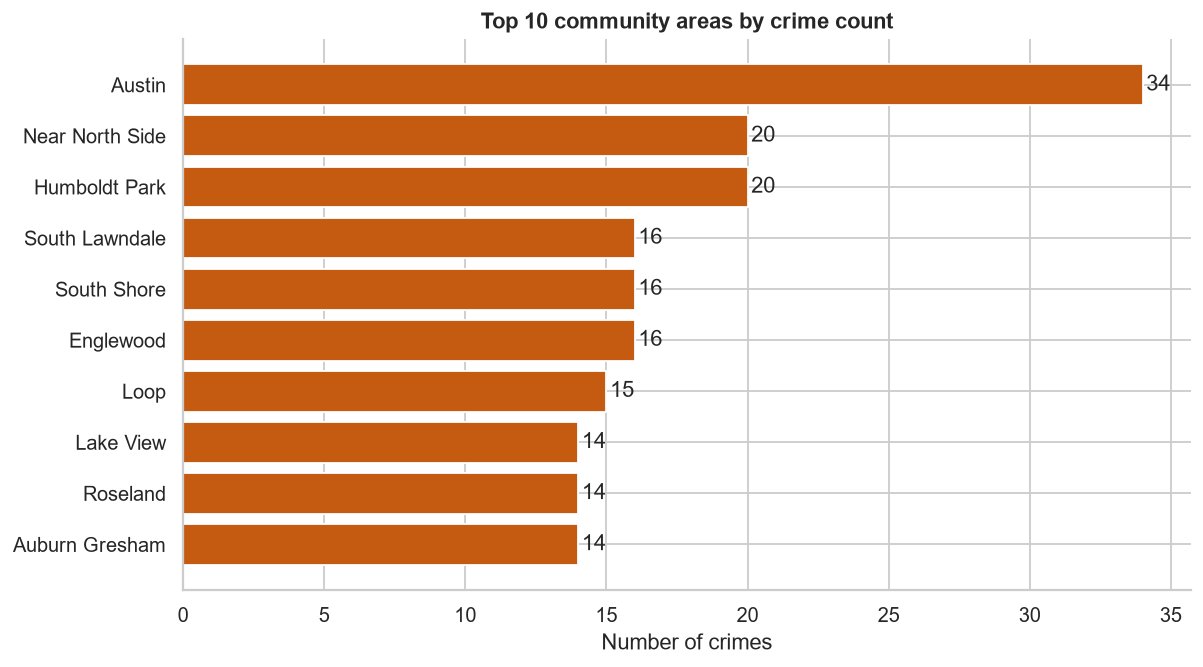 Top 10 community areas by crime count
Austin 34
Near North Side 20
Humboldt Park 20
South Lawndale 16
South Shore 16
Englewood 16
Loop 15
Lake View 14
Roseland 14
Auburn Gresham 14
0 5 10 15 20 25 30 35
Number of crimes